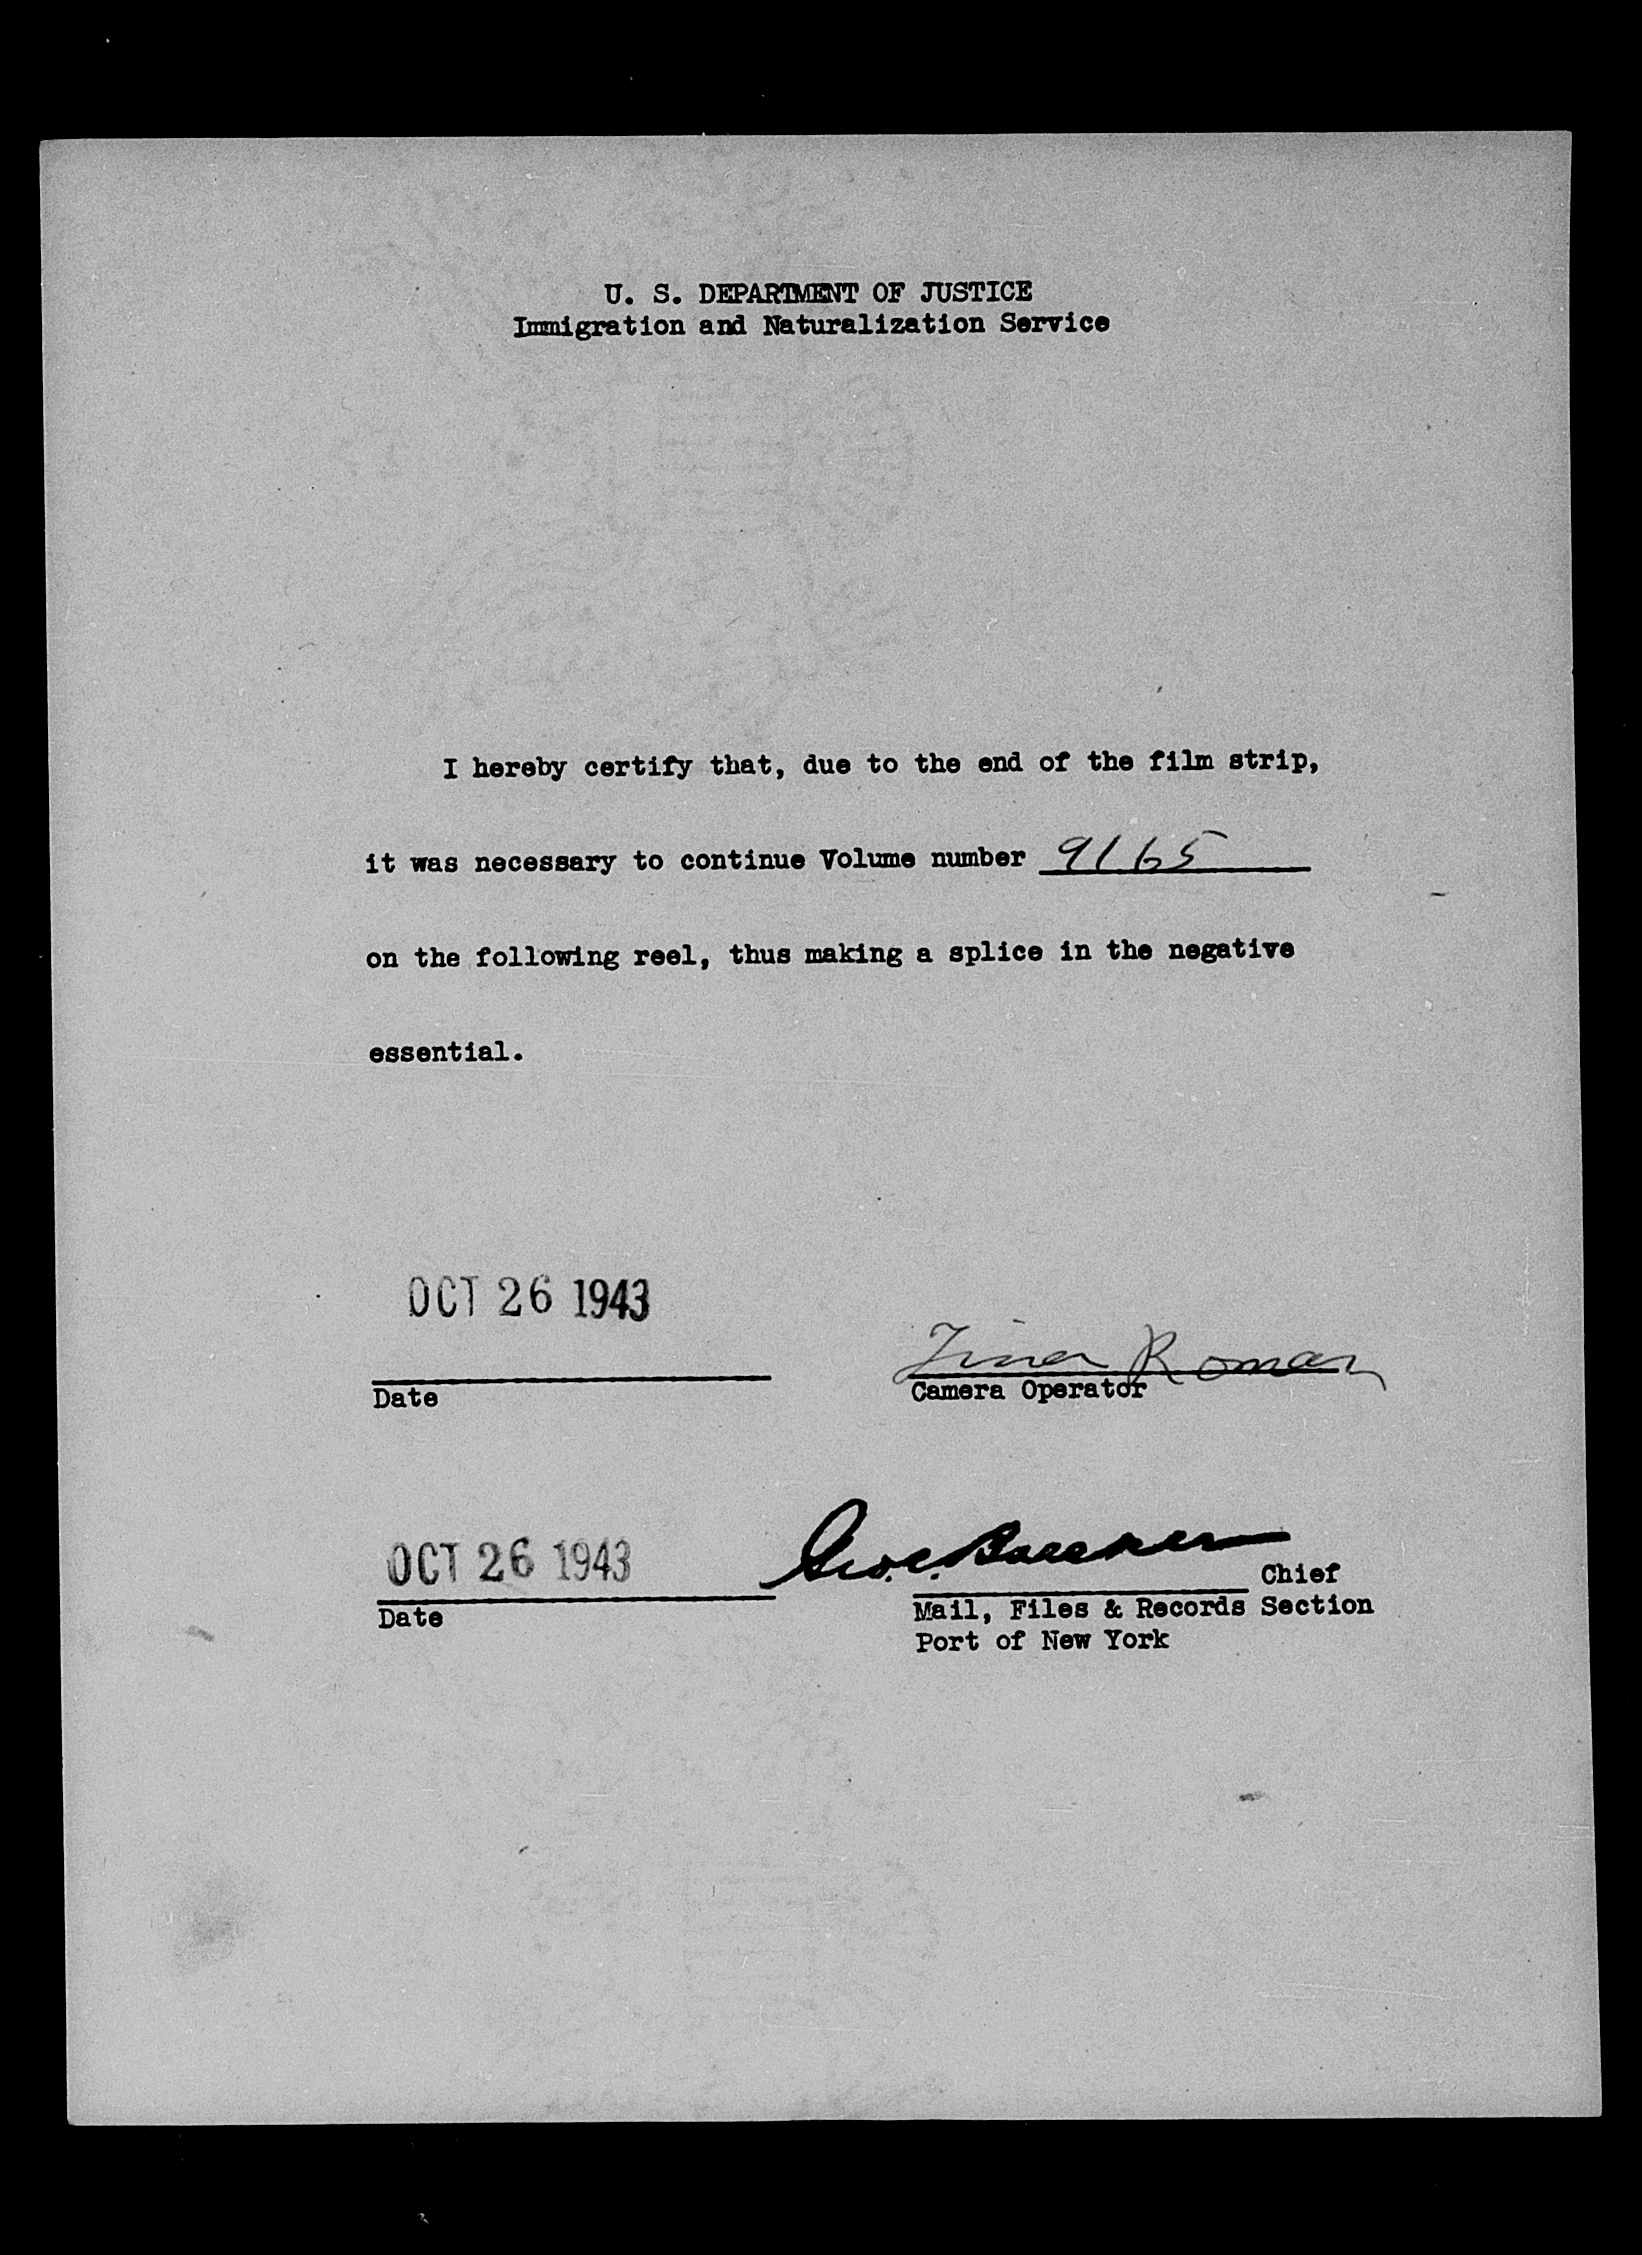 U. S. DEPARTMENT OF JUSTICE
Immigration and Naturalization Service
I hereby certify that, due to the end of the film strip,
it was necessary to continue Volume number 9165
on the following reel, thus making a splice in the negative
essential.
OCT 26 1943
Roman
Date
Camera Operator
OCT 26 1943
Geo. C.
Chief
Date
Mail, Files & Records Section
Port of New York